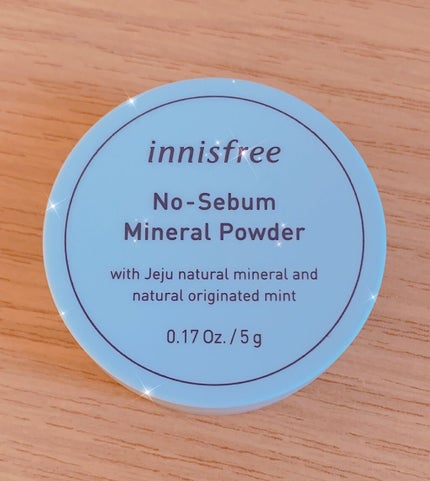 innisfree
No-Sebum
Mineral Powder
with Jeju natural mineral and
natural originated mint
0.17 Oz. / 5 g